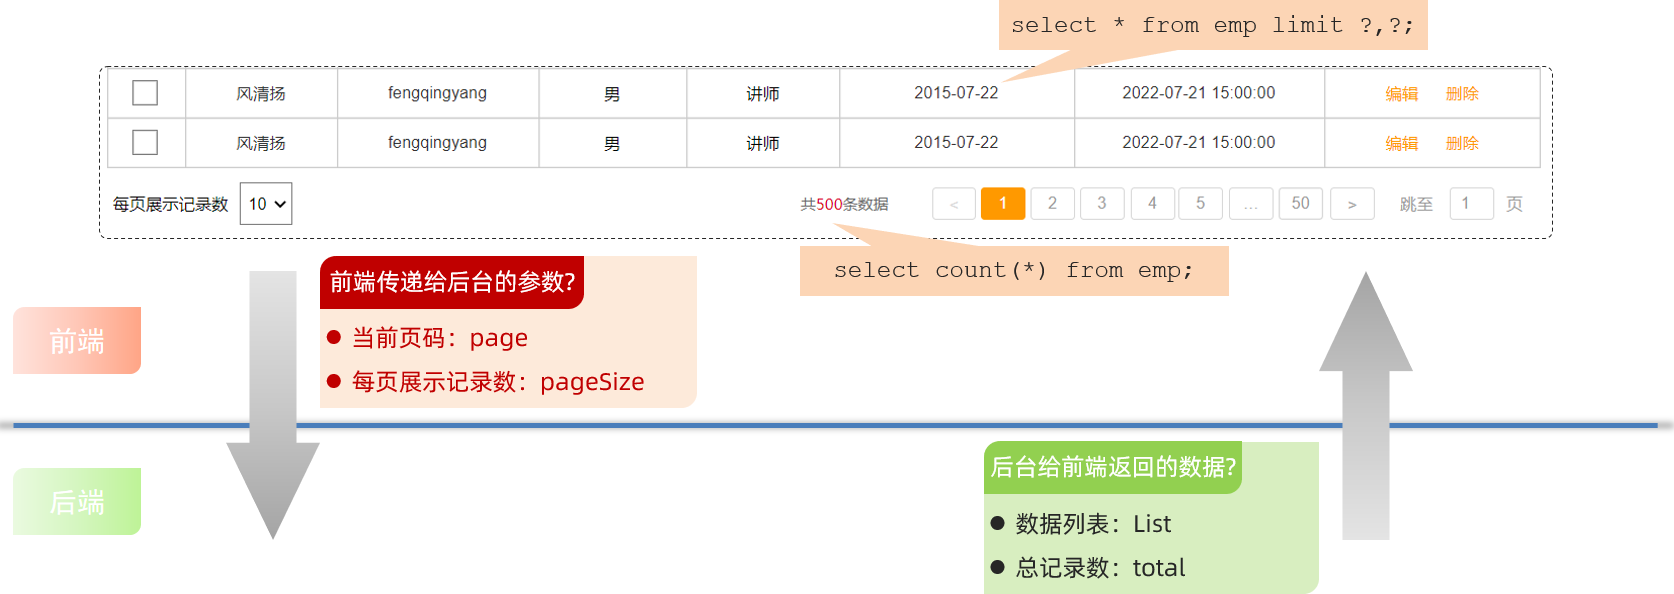 select * from emp limit ?,?;
风清扬 fengqingyang 男 讲师 2015-07-22 2022-07-21 15:00:00 编辑 删除
风清扬 fengqingyang 男 讲师 2015-07-22 2022-07-21 15:00:00 编辑 删除
每页展示记录数 10 共500条数据 < 1 2 3 4 5 ... 50 > 跳至 1 页
select count(*) from emp;
前端传递给后台的参数?
前端
当前页码：page
每页展示记录数：pageSize
后台给前端返回的数据?
后端
数据列表：List
总记录数：total